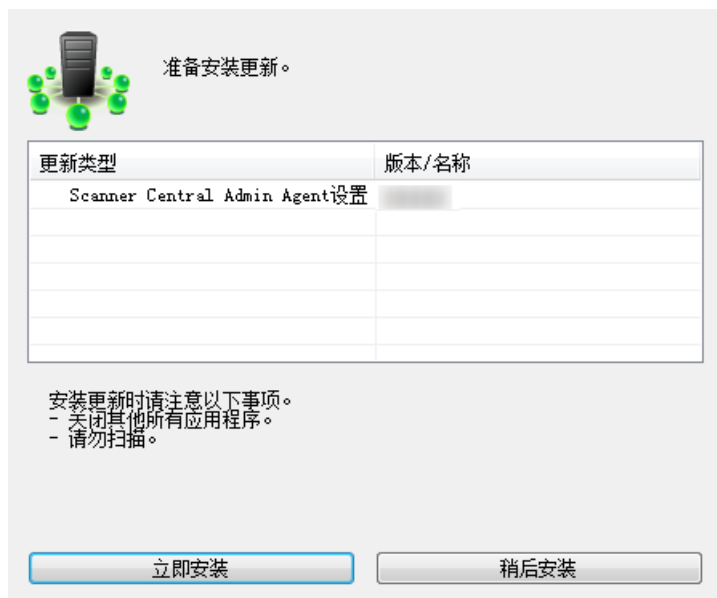 准备安装更新。
更新类型 版本/名称
Scanner Central Admin Agent设置
安装更新时请注意以下事项。
- 关闭其他所有应用程序。
- 请勿扫描。
立即安装 稍后安装